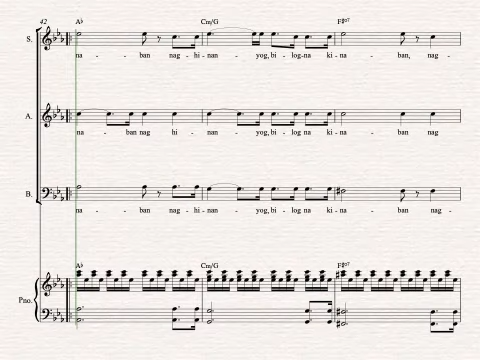 42 A♭ Cm/G F♯ø7
S.
na - - ban nag - hi - nan - yog, bi - log - na ki - na - - ban, nag -
A.
na - - ban nag hi - nan - yog, bi - log - na ki - na - - ban nag
B.
na - - ban nag - hi - nan - yog, bi - log na ki - na - - ban nag -
A♭ Cm/G F♯ø7
Pno.